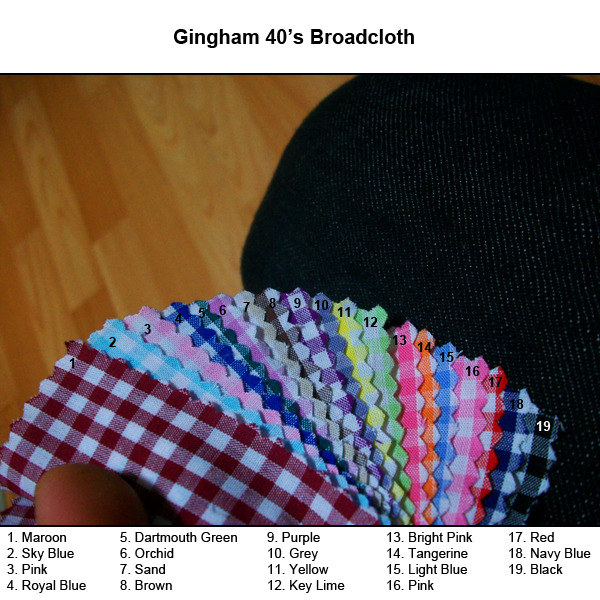 Gingham 40’s Broadcloth
1
2
3
4
5
6
7
8
9
10
11
12
13
14
15
16
17
18
19
1. Maroon
2. Sky Blue
3. Pink
4. Royal Blue
5. Dartmouth Green
6. Orchid
7. Sand
8. Brown
9. Purple
10. Grey
11. Yellow
12. Key Lime
13. Bright Pink
14. Tangerine
15. Light Blue
16. Pink
17. Red
18. Navy Blue
19. Black